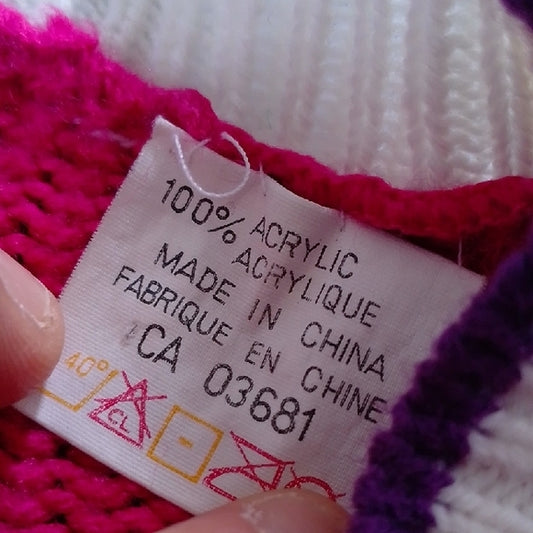 100% ACRYLIC
ACRYLIQUE
MADE IN CHINA
FABRIQUE EN CHINE
CA 03681
40°
CL